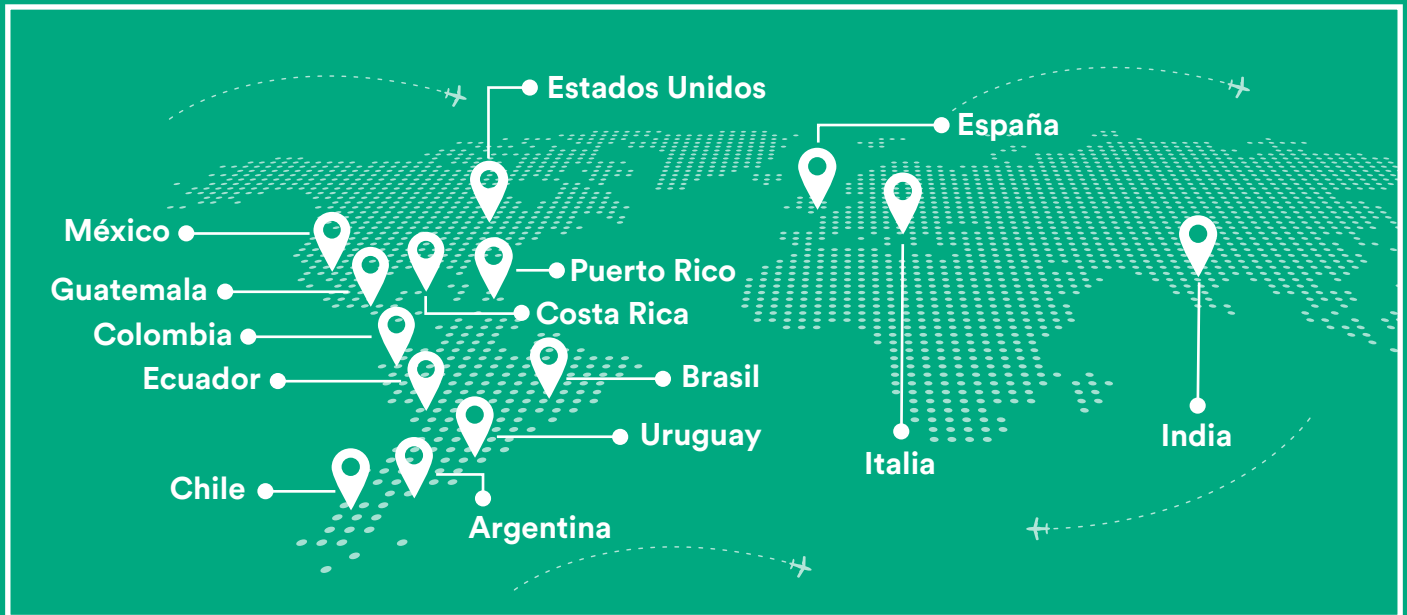 Estados Unidos
España
México
Puerto Rico
Guatemala
Costa Rica
Colombia
Ecuador
Brasil
Uruguay
India
Italia
Chile
Argentina